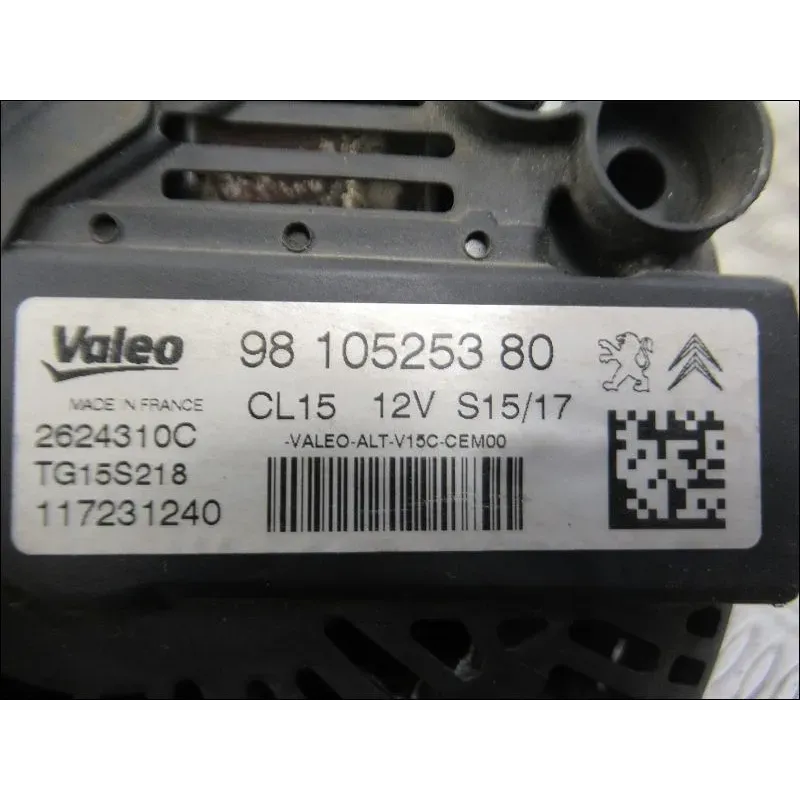 Valeo 98 105253 80
MADE IN FRANCE CL15 12V S15/17
2624310C -VALEO-ALT-V15C-CEM00
TG15S218
117231240